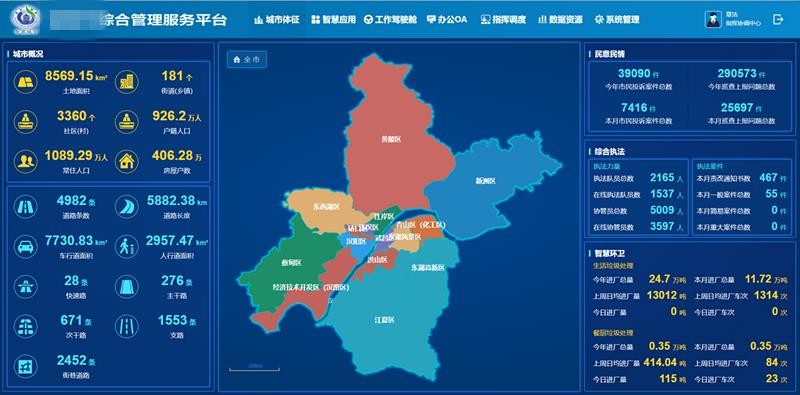 综合管理服务平台
城市体征 智慧应用 工作驾驶舱 办公OA 指挥调度 数据资源 系统管理
指挥协调中心
城市概况
8569.15 km² 土地面积
181 个 街道(乡镇)
3360 个 社区(村)
926.2 万人 户籍人口
1089.29 万人 常住人口
406.28 万 房屋户数
4982 条 道路条数
5882.38 km 道路长度
7730.83 km² 车行道面积
2957.47 km² 人行道面积
28 条 快速路
276 条 主干路
671 条 次干路
1553 条 支路
2452 条 街巷道路
全市
黄陂区
新洲区
东西湖区
江岸区
青山区（化工区）
汉阳区
武昌区
东湖风景区
蔡甸区
洪山区
东湖高新区
经济技术开发区（汉南区）
江夏区
20km
民意民情
39090 件 今年市民投诉案件总数
290573 件 今年巡查上报问题总数
7416 件 本月市民投诉案件总数
25697 件 本月巡查上报问题总数
综合执法
执法力量 执法案件
执法队员总数 2165 人 本月责改通知书数 467 件
在线执法队员 1537 人 本月一般案件总数 55 件
协管员总数 5009 人 本月简易案件总数 0 件
在线协管员 3597 人 本月重大案件总数 0 件
智慧环卫
生活垃圾处理
今年进厂总量 24.7 万吨 本月进厂总量 11.72 万吨
上周日均进厂量 13012 吨 上周日均进厂车次 1314 次
今日进厂量 0 吨 今日进厂车次 0 次
餐厨垃圾处理
今年进厂总量 0.35 万吨 本月进厂总量 0.35 万吨
上周日均进厂量 414.04 吨 上周日均进厂车次 84 次
今日进厂量 115 吨 今日进厂车次 23 次